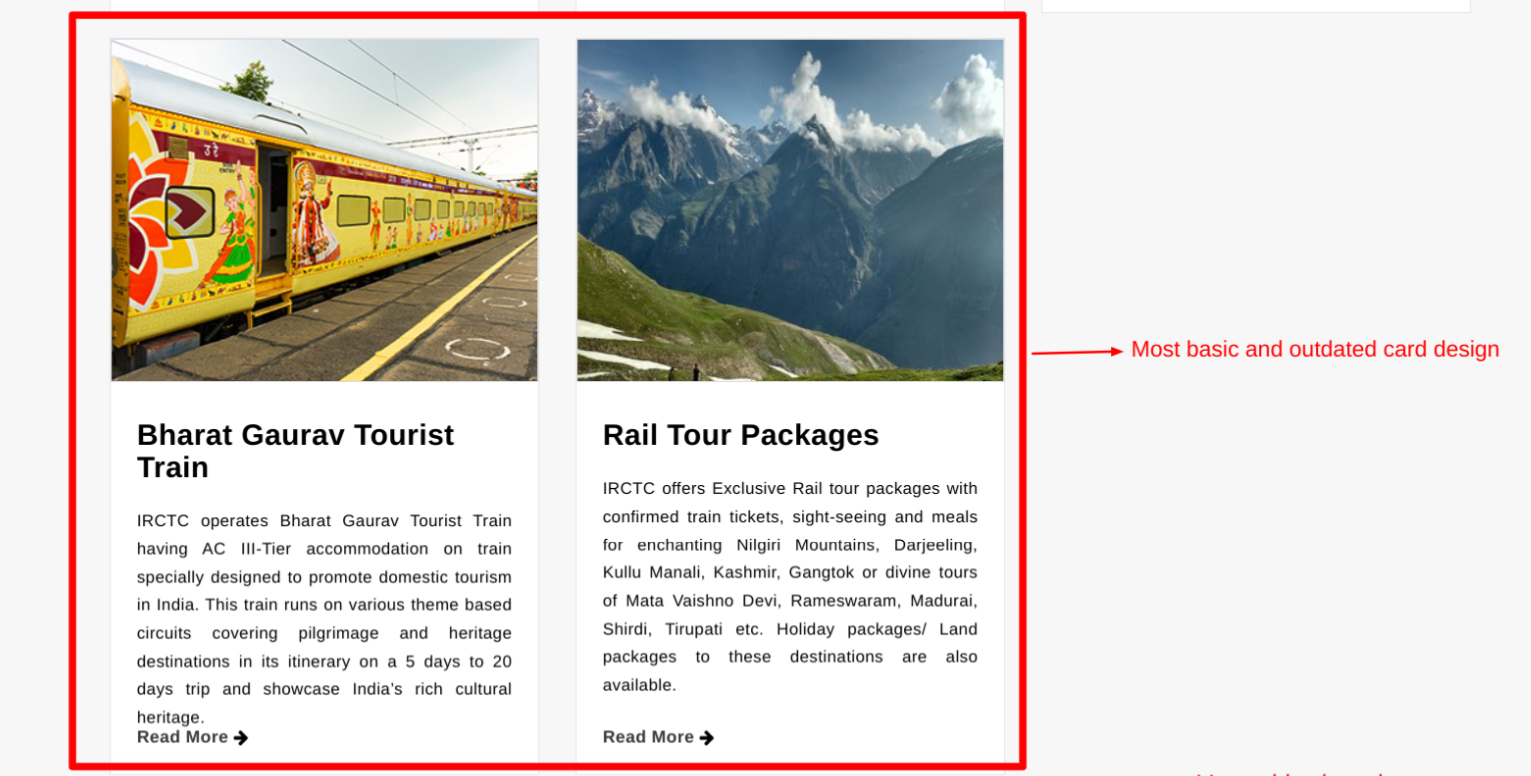 उ रे
Bharat Gaurav Tourist
Train
IRCTC operates Bharat Gaurav Tourist Train
having AC III-Tier accommodation on train
specially designed to promote domestic tourism
in India. This train runs on various theme based
circuits covering pilgrimage and heritage
destinations in its itinerary on a 5 days to 20
days trip and showcase India’s rich cultural
heritage.
Read More
Rail Tour Packages
IRCTC offers Exclusive Rail tour packages with
confirmed train tickets, sight-seeing and meals
for enchanting Nilgiri Mountains, Darjeeling,
Kullu Manali, Kashmir, Gangtok or divine tours
of Mata Vaishno Devi, Rameswaram, Madurai,
Shirdi, Tirupati etc. Holiday packages/ Land
packages to these destinations are also
available.
Read More
Most basic and outdated card design